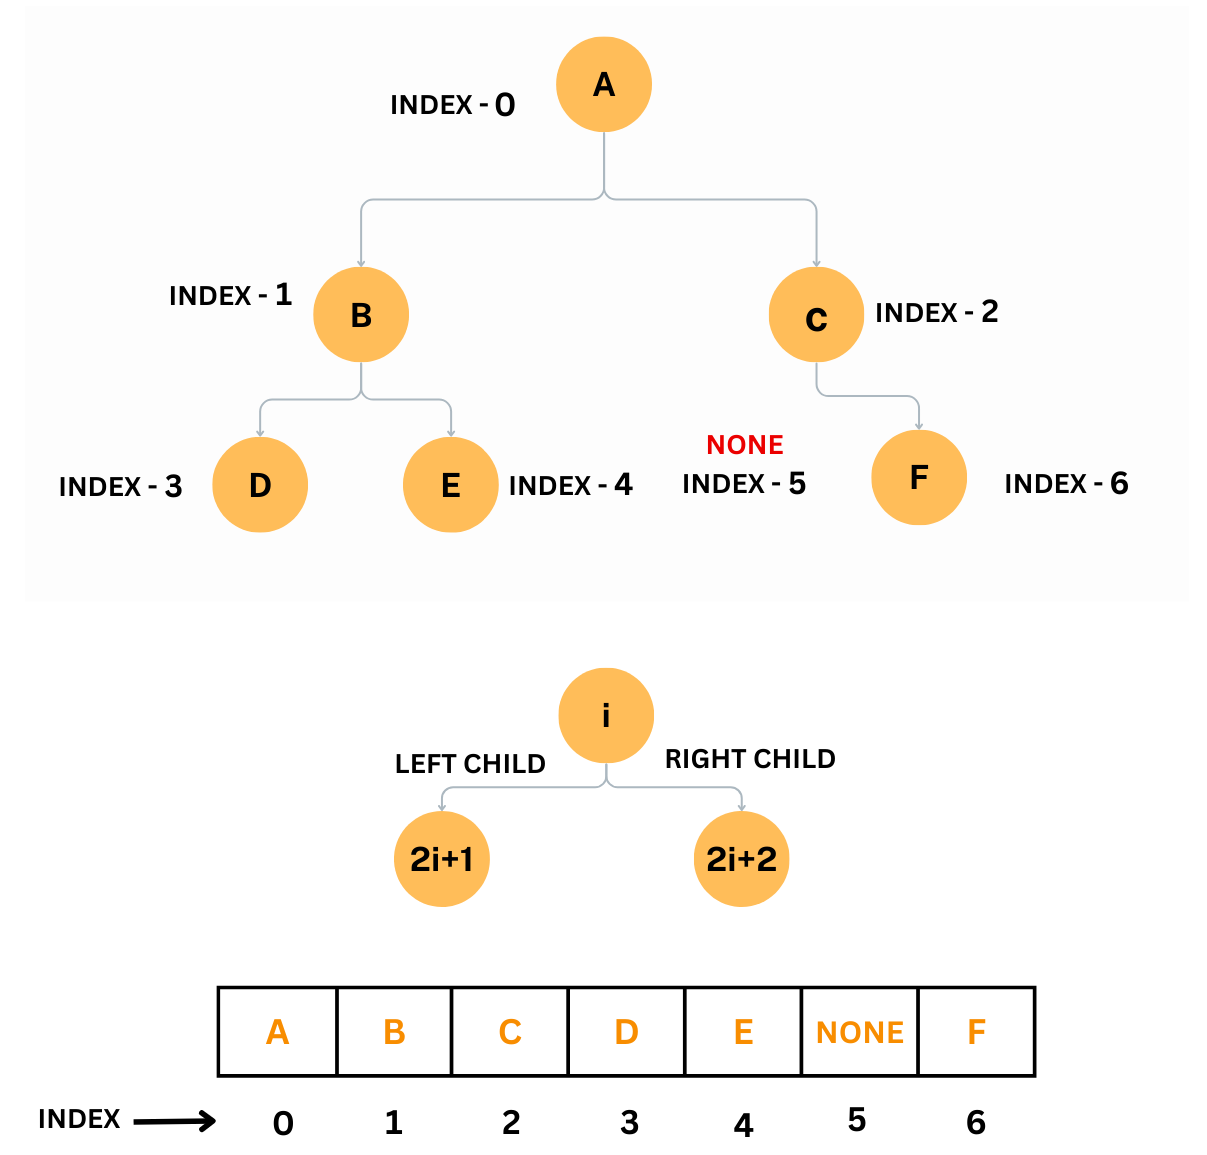 A
INDEX - 0
INDEX - 1
B
C
INDEX - 2
NONE
INDEX - 3
D
E
INDEX - 4
INDEX - 5
F
INDEX - 6
i
LEFT CHILD
RIGHT CHILD
2i+1
2i+2
A B C D E NONE F
INDEX 0 1 2 3 4 5 6